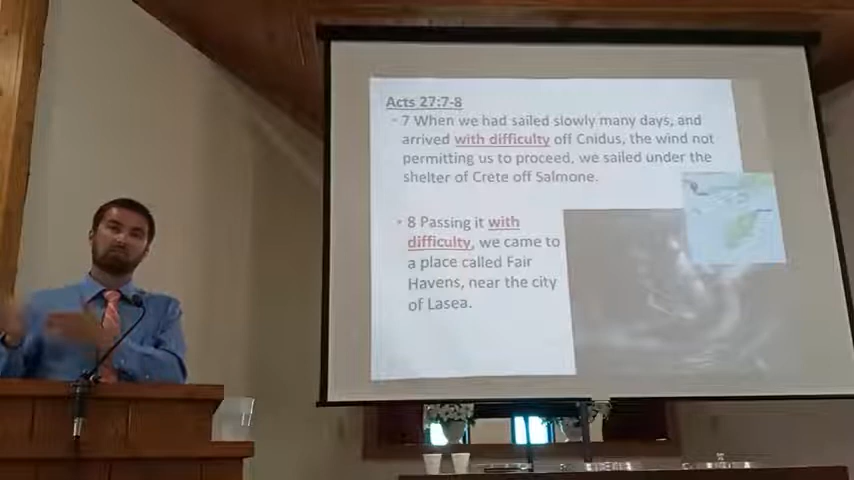 Acts 27:7-8
• 7 When we had sailed slowly many days, and
arrived with difficulty off Cnidus, the wind not
permitting us to proceed, we sailed under the
shelter of Crete off Salmone.
• 8 Passing it with
difficulty, we came to
a place called Fair
Havens, near the city
of Lasea.